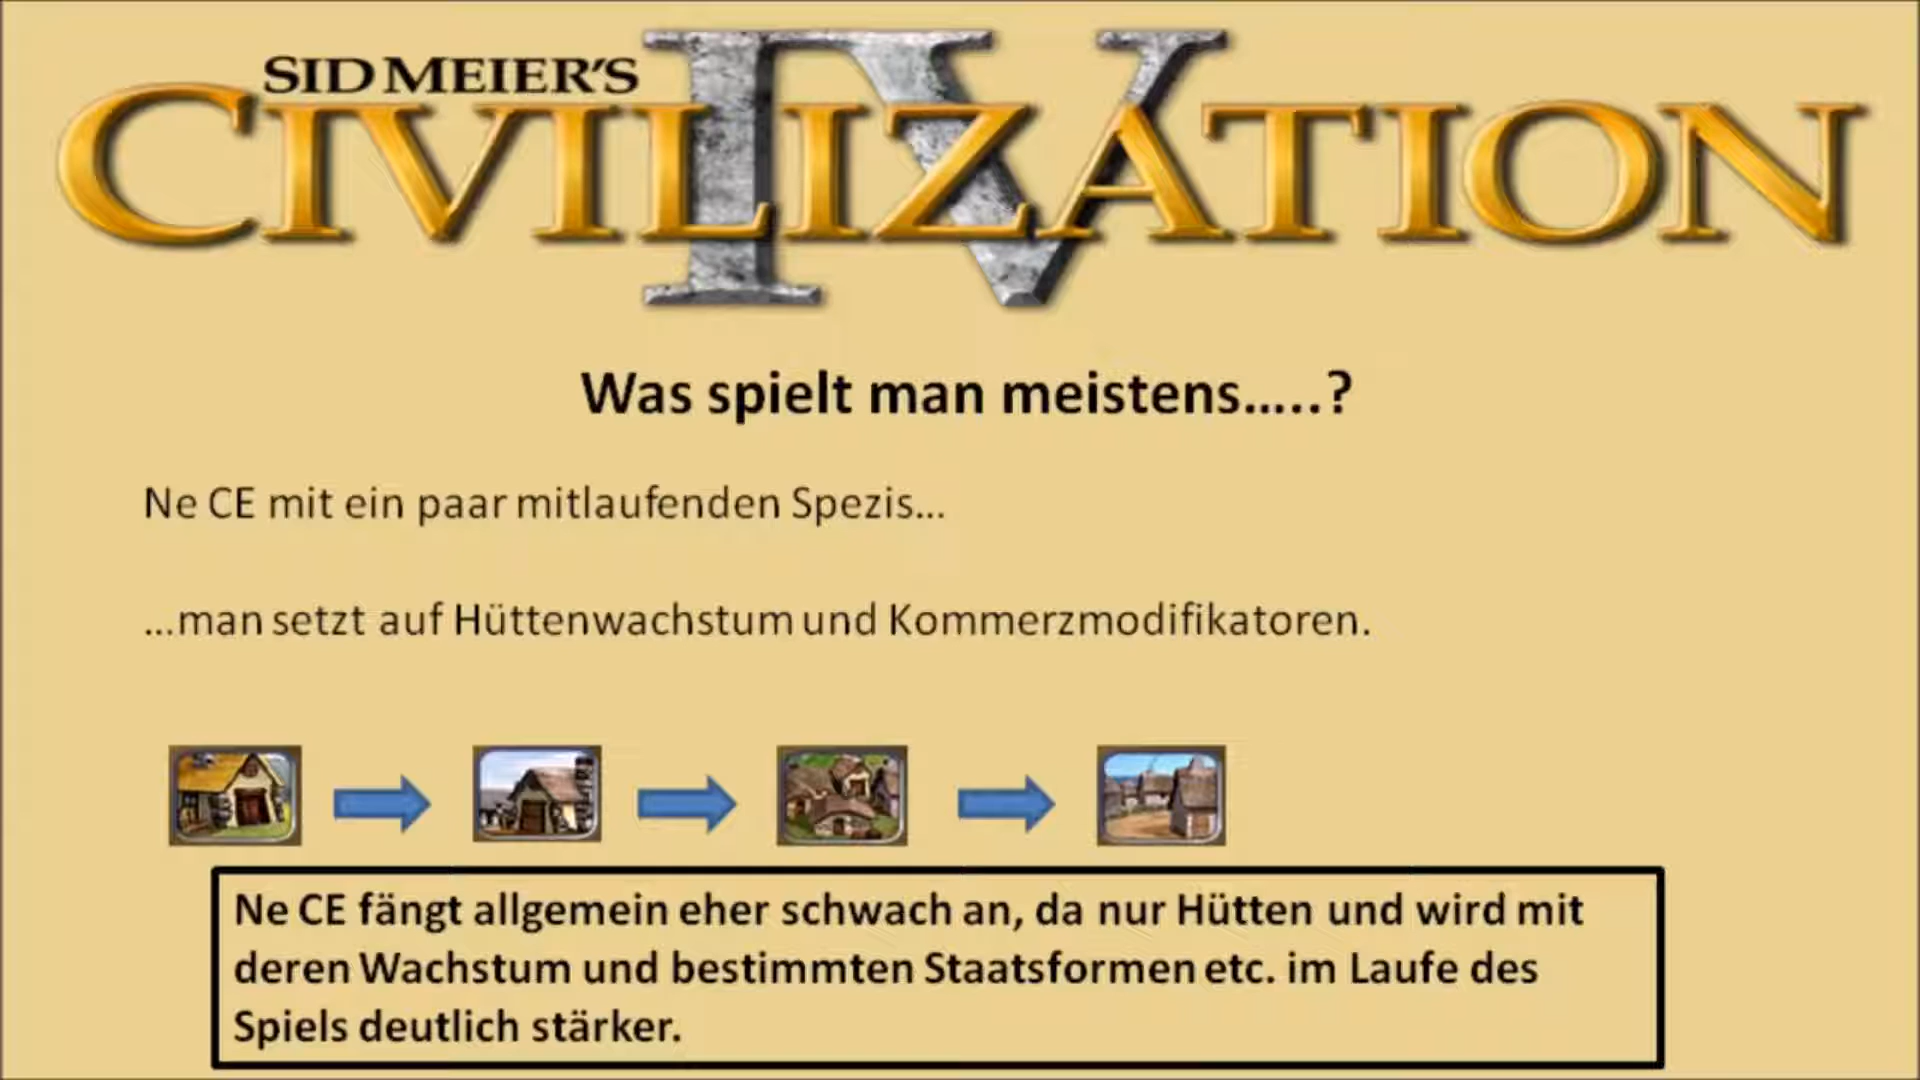 SID MEIER'S
CIVILIZATION IV
Was spielt man meistens…..?
Ne CE mit ein paar mitlaufenden Spezis…
…man setzt auf Hüttenwachstum und Kommerzmodifikatoren.
Ne CE fängt allgemein eher schwach an, da nur Hütten und wird mit
deren Wachstum und bestimmten Staatsformen etc. im Laufe des
Spiels deutlich stärker.